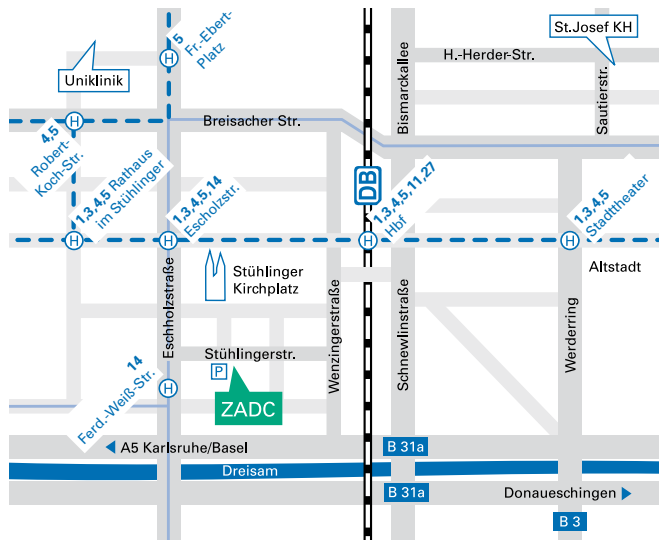 St.Josef KH
5
Fr.-Ebert-
Platz
H
H.-Herder-Str.
Uniklinik
Bismarckallee
Sautierstr.
H
Breisacher Str.
4,5
Robert-
Koch-Str.
1,3,4,5 Rathaus
im Stühlinger
1,3,4,5,14
Escholzstr.
DB
1,3,4,5,11,27
Hbf
1,3,4,5
Stadttheater
H
H
H
H
Stühlinger
Kirchplatz
Altstadt
Eschholzstraße
Wenzingerstraße
Schnewlinstraße
Werderring
Stühlingerstr.
P
14
Ferd.-Weiß-Str.
H
ZADC
A5 Karlsruhe/Basel
B 31a
Dreisam
B 31a
Donaueschingen
B 3